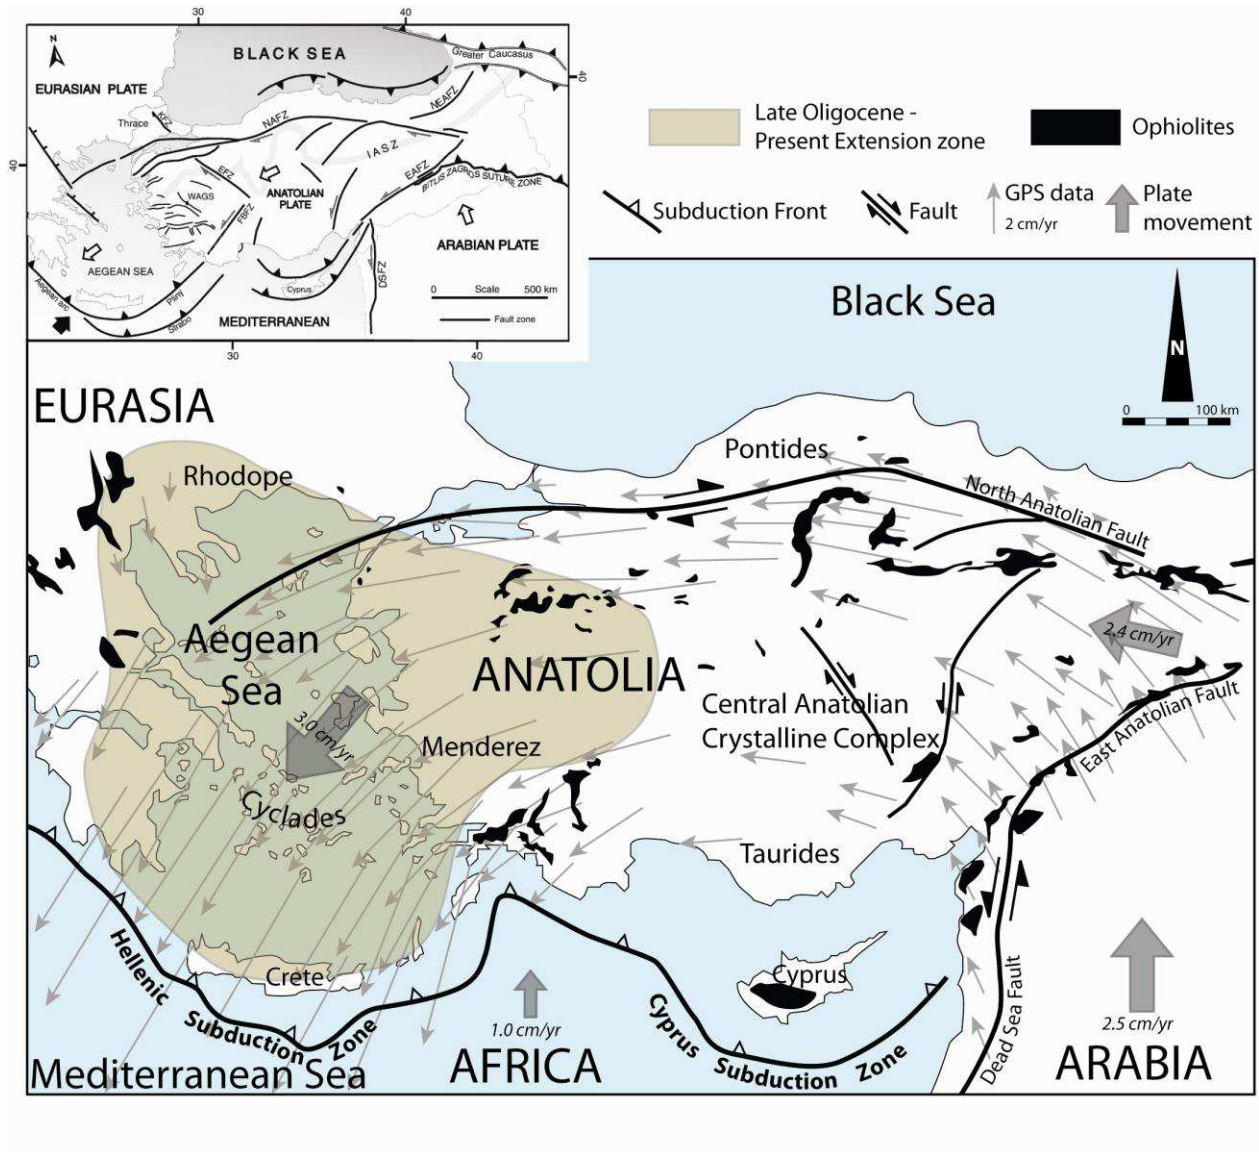 30
40
N
BLACK SEA
Greater Caucasus
40
EURASIAN PLATE
NEAFZ
Thrace
KFZ
NAFZ
IASZ
40
EFZ
EAFZ
BITLIS ZAGROS SUTURE ZONE
WAGS
ANATOLIAN
PLATE
FBFZ
ARABIAN PLATE
AEGEAN SEA
DSFZ
Aegean arc
Pliny
Cyprus
0 Scale 500 km
Strabo
MEDITERRANEAN
Fault zone
30
40
Late Oligocene -
Present Extension zone
Ophiolites
Subduction Front
Fault
GPS data
2 cm/yr
Plate
movement
Black Sea
N
0 100 km
EURASIA
Rhodope
Pontides
North Anatolian Fault
Aegean
Sea
ANATOLIA
2.4 cm/yr
3.0 cm/yr
Menderez
Central Anatolian
Crystalline Complex
East Anatolian Fault
Cyclades
Taurides
Crete
Cyprus
Hellenic
Subduction
Zone
1.0 cm/yr
Cyprus
Subduction
Zone
Dead Sea Fault
2.5 cm/yr
Mediterranean Sea
AFRICA
ARABIA